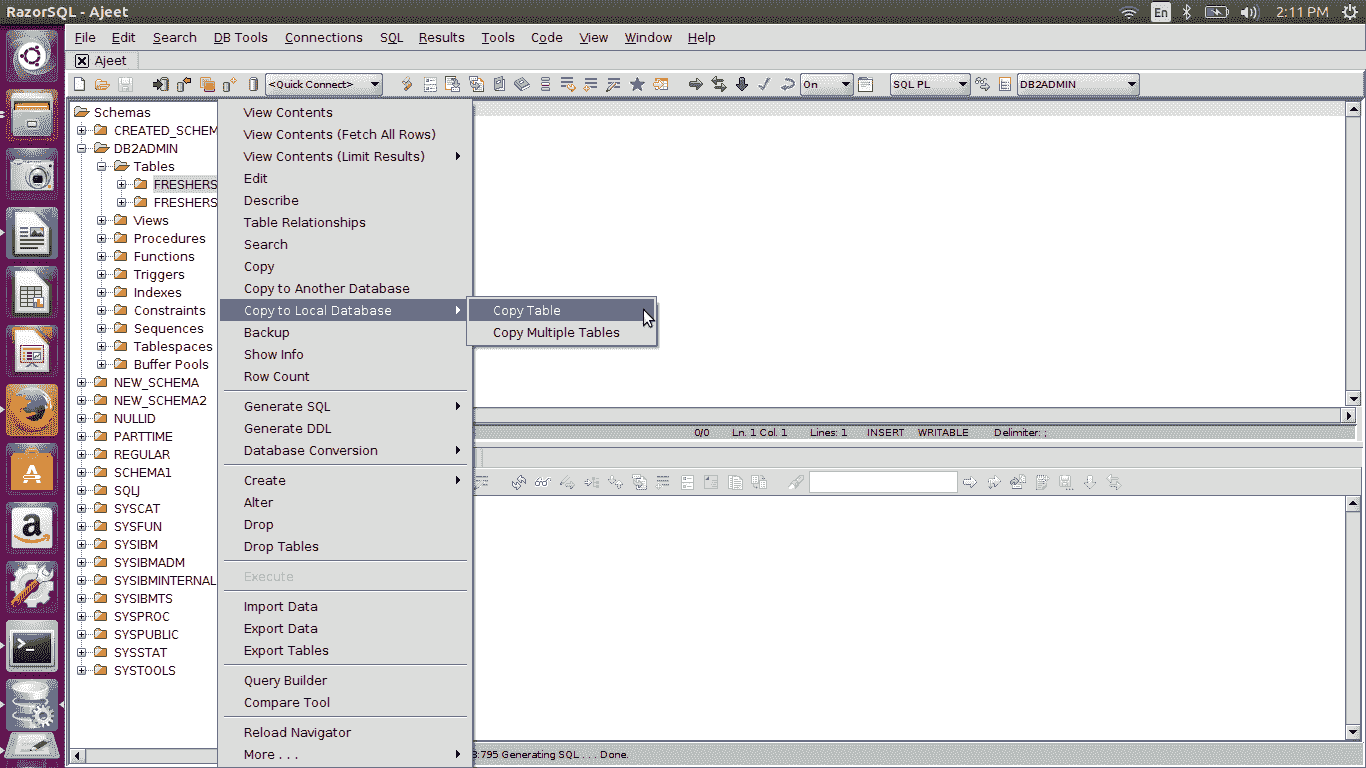 RazorSQL - Ajeet
En
2:11 PM
File Edit Search DB Tools Connections SQL Results Tools Code View Window Help
Ajeet
<Quick Connect> On SQL PL DB2ADMIN
Schemas
CREATED_SCHEM
DB2ADMIN
Tables
FRESHERS
FRESHERS
Views
Procedures
Functions
Triggers
Indexes
Constraints
Sequences
Tablespaces
Buffer Pools
NEW_SCHEMA
NEW_SCHEMA2
NULLID
PARTTIME
REGULAR
SCHEMA1
SQLJ
SYSCAT
SYSFUN
SYSIBM
SYSIBMADM
SYSIBMINTERNAL
SYSIBMTS
SYSPROC
SYSPUBLIC
SYSSTAT
SYSTOOLS
View Contents
View Contents (Fetch All Rows)
View Contents (Limit Results)
Edit
Describe
Table Relationships
Search
Copy
Copy to Another Database
Copy to Local Database
Backup
Show Info
Row Count
Generate SQL
Generate DDL
Database Conversion
Create
Alter
Drop
Drop Tables
Execute
Import Data
Export Data
Export Tables
Query Builder
Compare Tool
Reload Navigator
More . . .
Copy Table
Copy Multiple Tables
0/0 Ln. 1 Col. 1 Lines: 1 INSERT WRITABLE Delimiter: ;
:795 Generating SQL . . . Done.